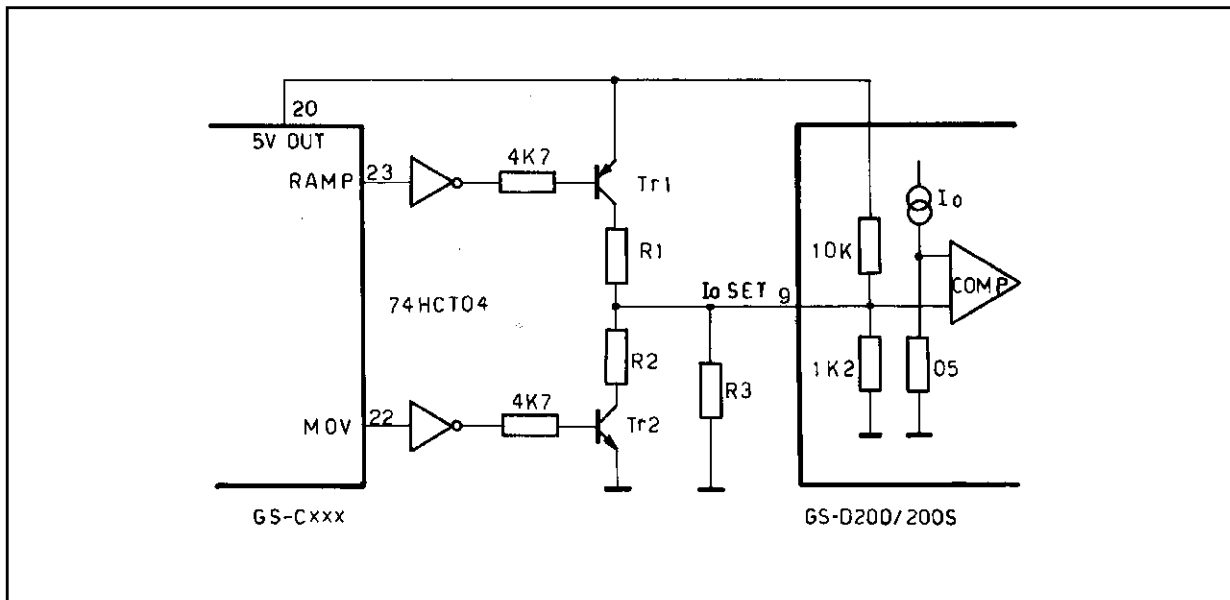 20
5V OUT
RAMP 23
4K7
Tr1
R1
74HCT04
Io SET 9
R2
R3
4K7
MOV 22
Tr2
10K
Io
COMP
1K2
05
GS-Cxxx
GS-D200/200S